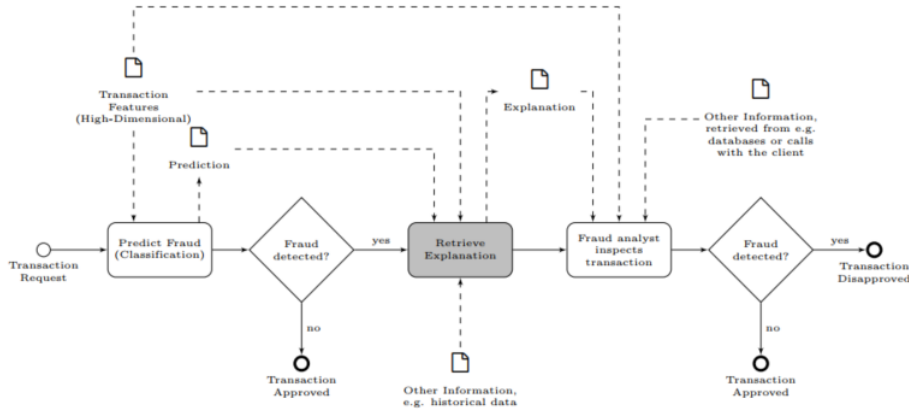 Transaction
Features
(High-Dimensional)
Prediction
Explanation
Other Information,
retrieved from e.g.
databases or calls
with the client
Transaction
Request
Predict Fraud
(Classification)
Fraud
detected?
yes
no
Transaction
Approved
Retrieve
Explanation
Other Information,
e.g. historical data
Fraud analyst
inspects
transaction
Fraud
detected?
yes
Transaction
Disapproved
no
Transaction
Approved